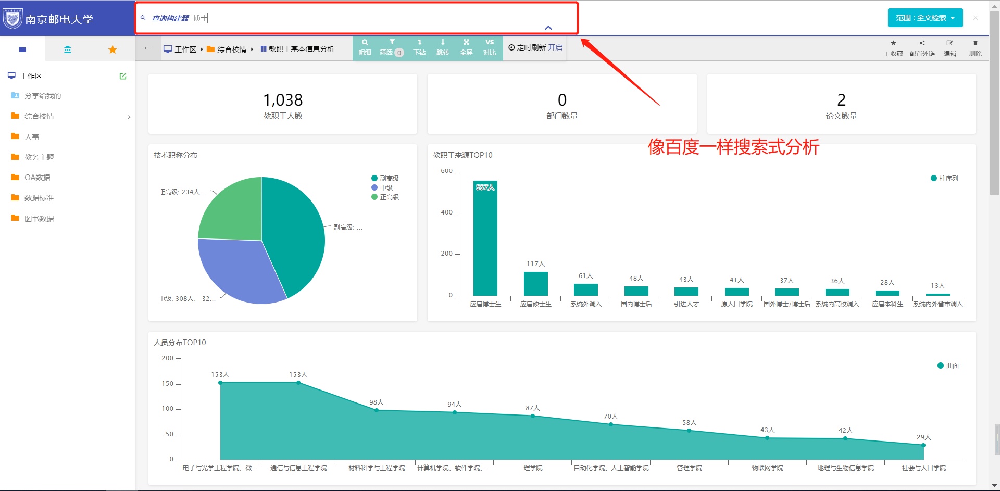 南京邮电大学
查询构建器 博士
范围 : 全文检索
工作区
综合校情
教职工基本信息分析
明细
筛选 0
下钻
跳转
全屏
VS
对比
定时刷新 开启
+ 收藏
配置外链
编辑
删除
工作区
分享给我的
综合校情
人事
教务主题
OA数据
数据标准
图书数据
1,038
教职工人数
0
部门数量
2
论文数量
像百度一样搜索式分析
技术职称分布
副高级
中级
正高级
正高级: 234人...
副高级: ...
中级: 308人， 32...
教职工来源TOP10
柱序列
600
400
200
0
557人
117人
61人
48人
43人
41人
37人
36人
28人
13人
应届博士生
应届硕士生
系统外调入
国内博士后
引进人才
原人口学院
国外博士/博士后
系统内高校调入
应届本科生
系统内外省市调入
人员分布TOP10
曲面
200
150
100
50
0
153人
153人
98人
94人
87人
70人
58人
43人
42人
29人
电子与光学工程学院、微...
通信与信息工程学院
材料科学与工程学院
计算机学院、软件学院、...
理学院
自动化学院、人工智能学院
管理学院
物联网学院
地理与生物信息学院
社会与人口学院